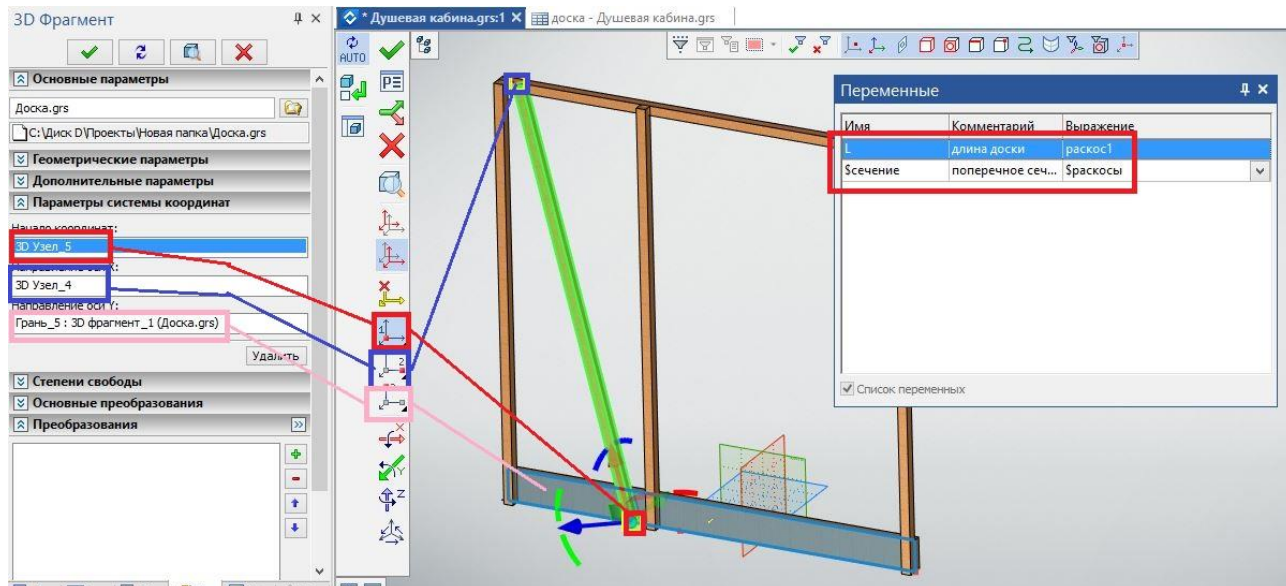 3D Фрагмент
Основные параметры
Доска.grs
C:\Диск D\Проекты\Новая папка\Доска.grs
Геометрические параметры
Дополнительные параметры
Параметры системы координат
Начало координат:
3D Узел_5
3D Узел_4
Направление оси Y:
Грань_5 : 3D фрагмент_1 (Доска.grs)
Удалить
Степени свободы
Основные преобразования
Преобразования
* Душевая кабина.grs:1
доска - Душевая кабина.grs
AUTO
Переменные
Имя Комментарий Выражение
L длина доски раскос1
$сечение поперечное сеч... $раскосы
Список переменных